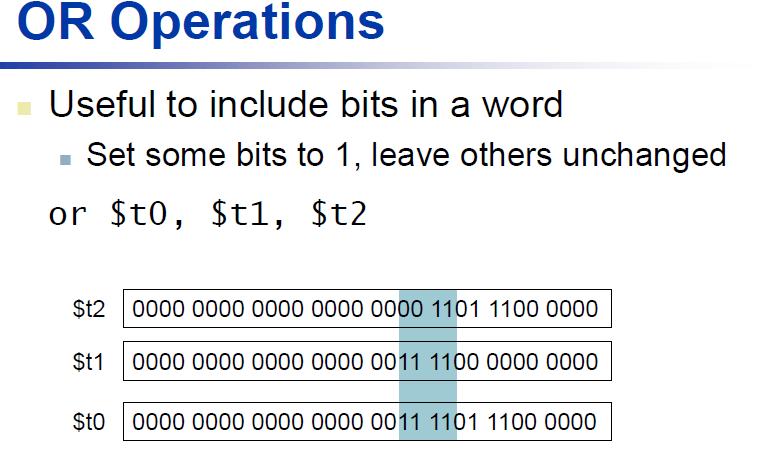 OR Operations
Useful to include bits in a word
Set some bits to 1, leave others unchanged
or $t0, $t1, $t2
$t2 0000 0000 0000 0000 0000 1101 1100 0000
$t1 0000 0000 0000 0000 0011 1100 0000 0000
$t0 0000 0000 0000 0000 0011 1101 1100 0000